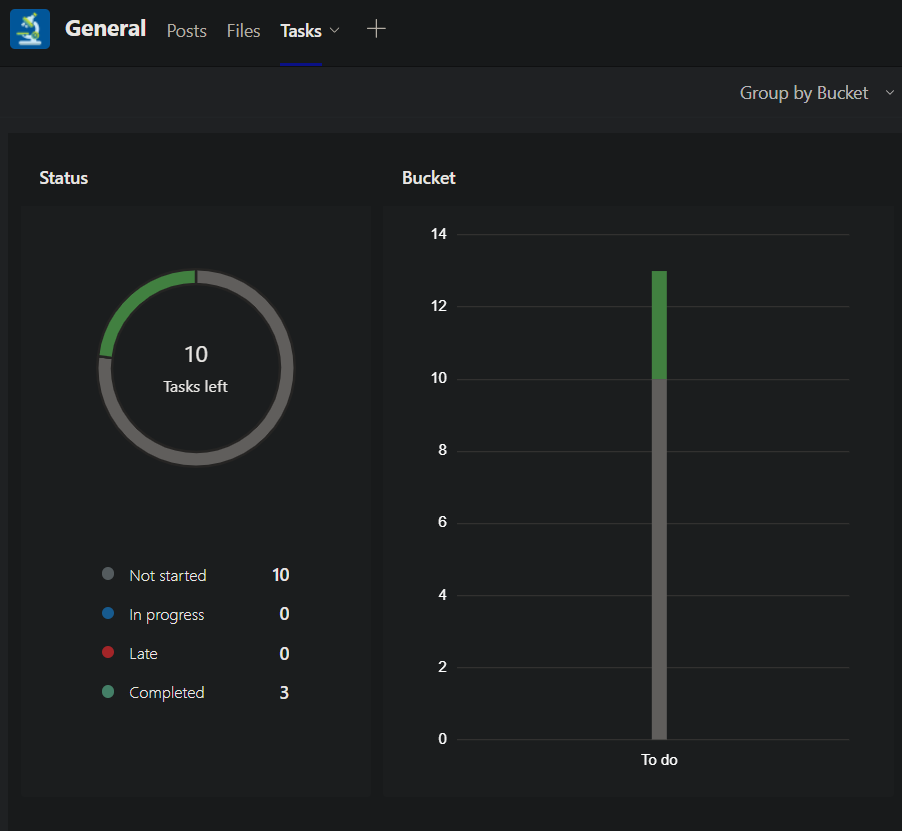 General Posts Files Tasks
Group by Bucket
Status
10
Tasks left
Not started 10
In progress 0
Late 0
Completed 3
Bucket
14
12
10
8
6
4
2
0
To do